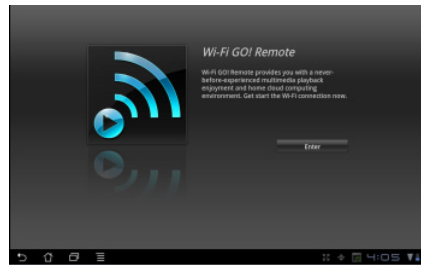 Wi-Fi GO! Remote
Wi-Fi GO! Remote provides you with a never-
before-experienced multimedia playback
enjoyment and home cloud computing
environment. Get start the Wi-Fi connection now.
Enter
4:05